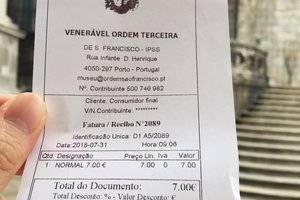 VENERÁVEL ORDEM TERCEIRA
DE S. FRANCISCO - IPSS
Rua Infante D. Henrique
4050-297 Porto - Portugal
museu@ordemsaofrancisco.pt
N. Contribuinte 500 746 982
Cliente: Consumidor final
V/N.Contribuinte: *********
Fatura / Recibo Nº2089
Identificação Unica: D1 A5/2089
Data: 2018-07-31 Hora 09:06
Qtd. Designação Preço Un. Iva Valor
1 NORMAL 7.00 € 7.00 0 7.00
Total do Documento: 7.00€
Total Desconto: % - Valor Desconto: €